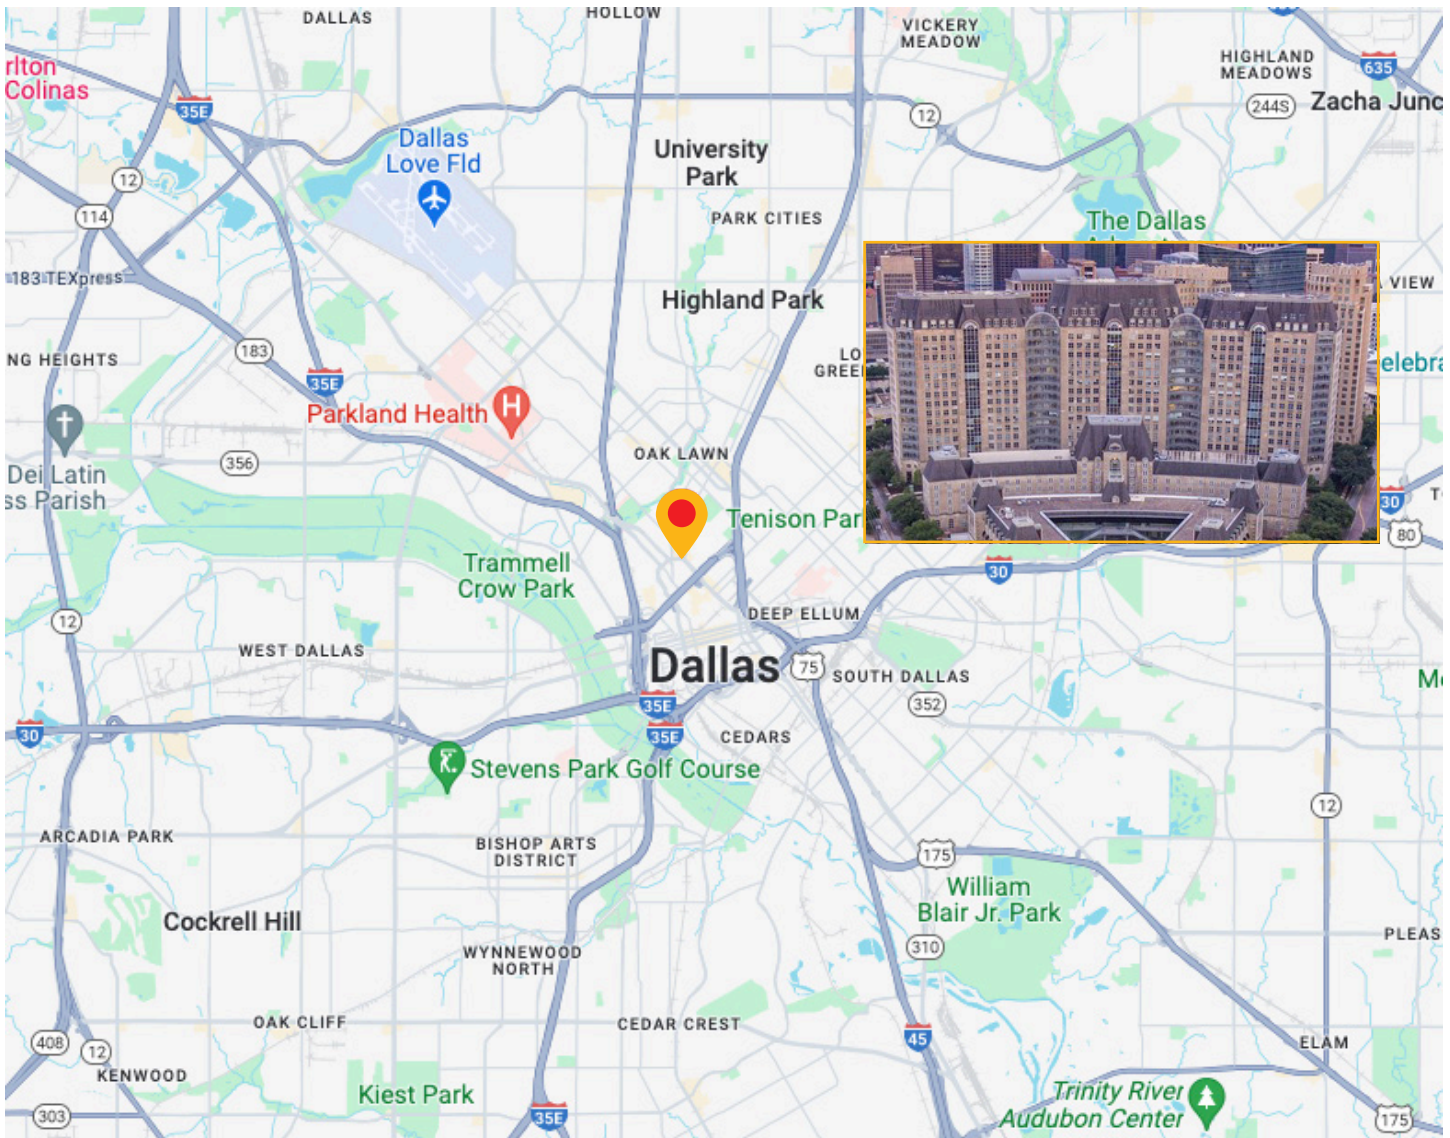 DALLAS
HOLLOW
VICKERY
MEADOW
HIGHLAND
MEADOWS
635
244S
Zacha Junc
rlton
Colinas
35E
12
Dallas
Love Fld
University
Park
12
114
PARK CITIES
The Dallas
183 TEXpress
Highland Park
VIEW
NG HEIGHTS
183
LO
GREE
elebra
35E
Parkland Health
H
OAK LAWN
356
Dei Latin
ss Parish
30
Tenison Par
80
Trammell
Crow Park
30
12
DEEP ELLUM
WEST DALLAS
Dallas
75
SOUTH DALLAS
Mo
352
35E
30
35E
CEDARS
Stevens Park Golf Course
12
ARCADIA PARK
BISHOP ARTS
DISTRICT
175
William
Blair Jr. Park
Cockrell Hill
310
PLEAS
WYNNEWOOD
NORTH
OAK CLIFF
CEDAR CREST
45
408
12
ELAM
KENWOOD
Kiest Park
Trinity River
Audubon Center
303
35E
175